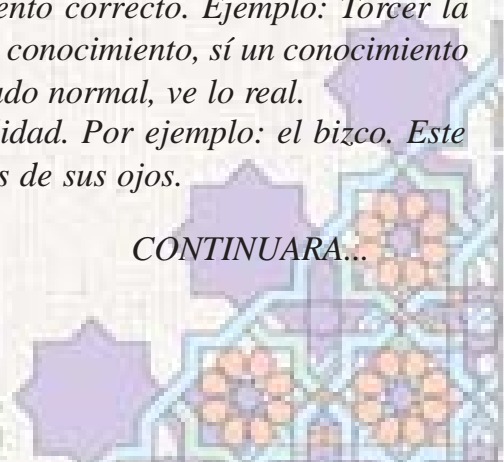 ento correcto. Ejemplo: Torcer la
conocimiento, sí un conocimiento
ado normal, ve lo real.
idad. Por ejemplo: el bizco. Este
s de sus ojos.
CONTINUARA...